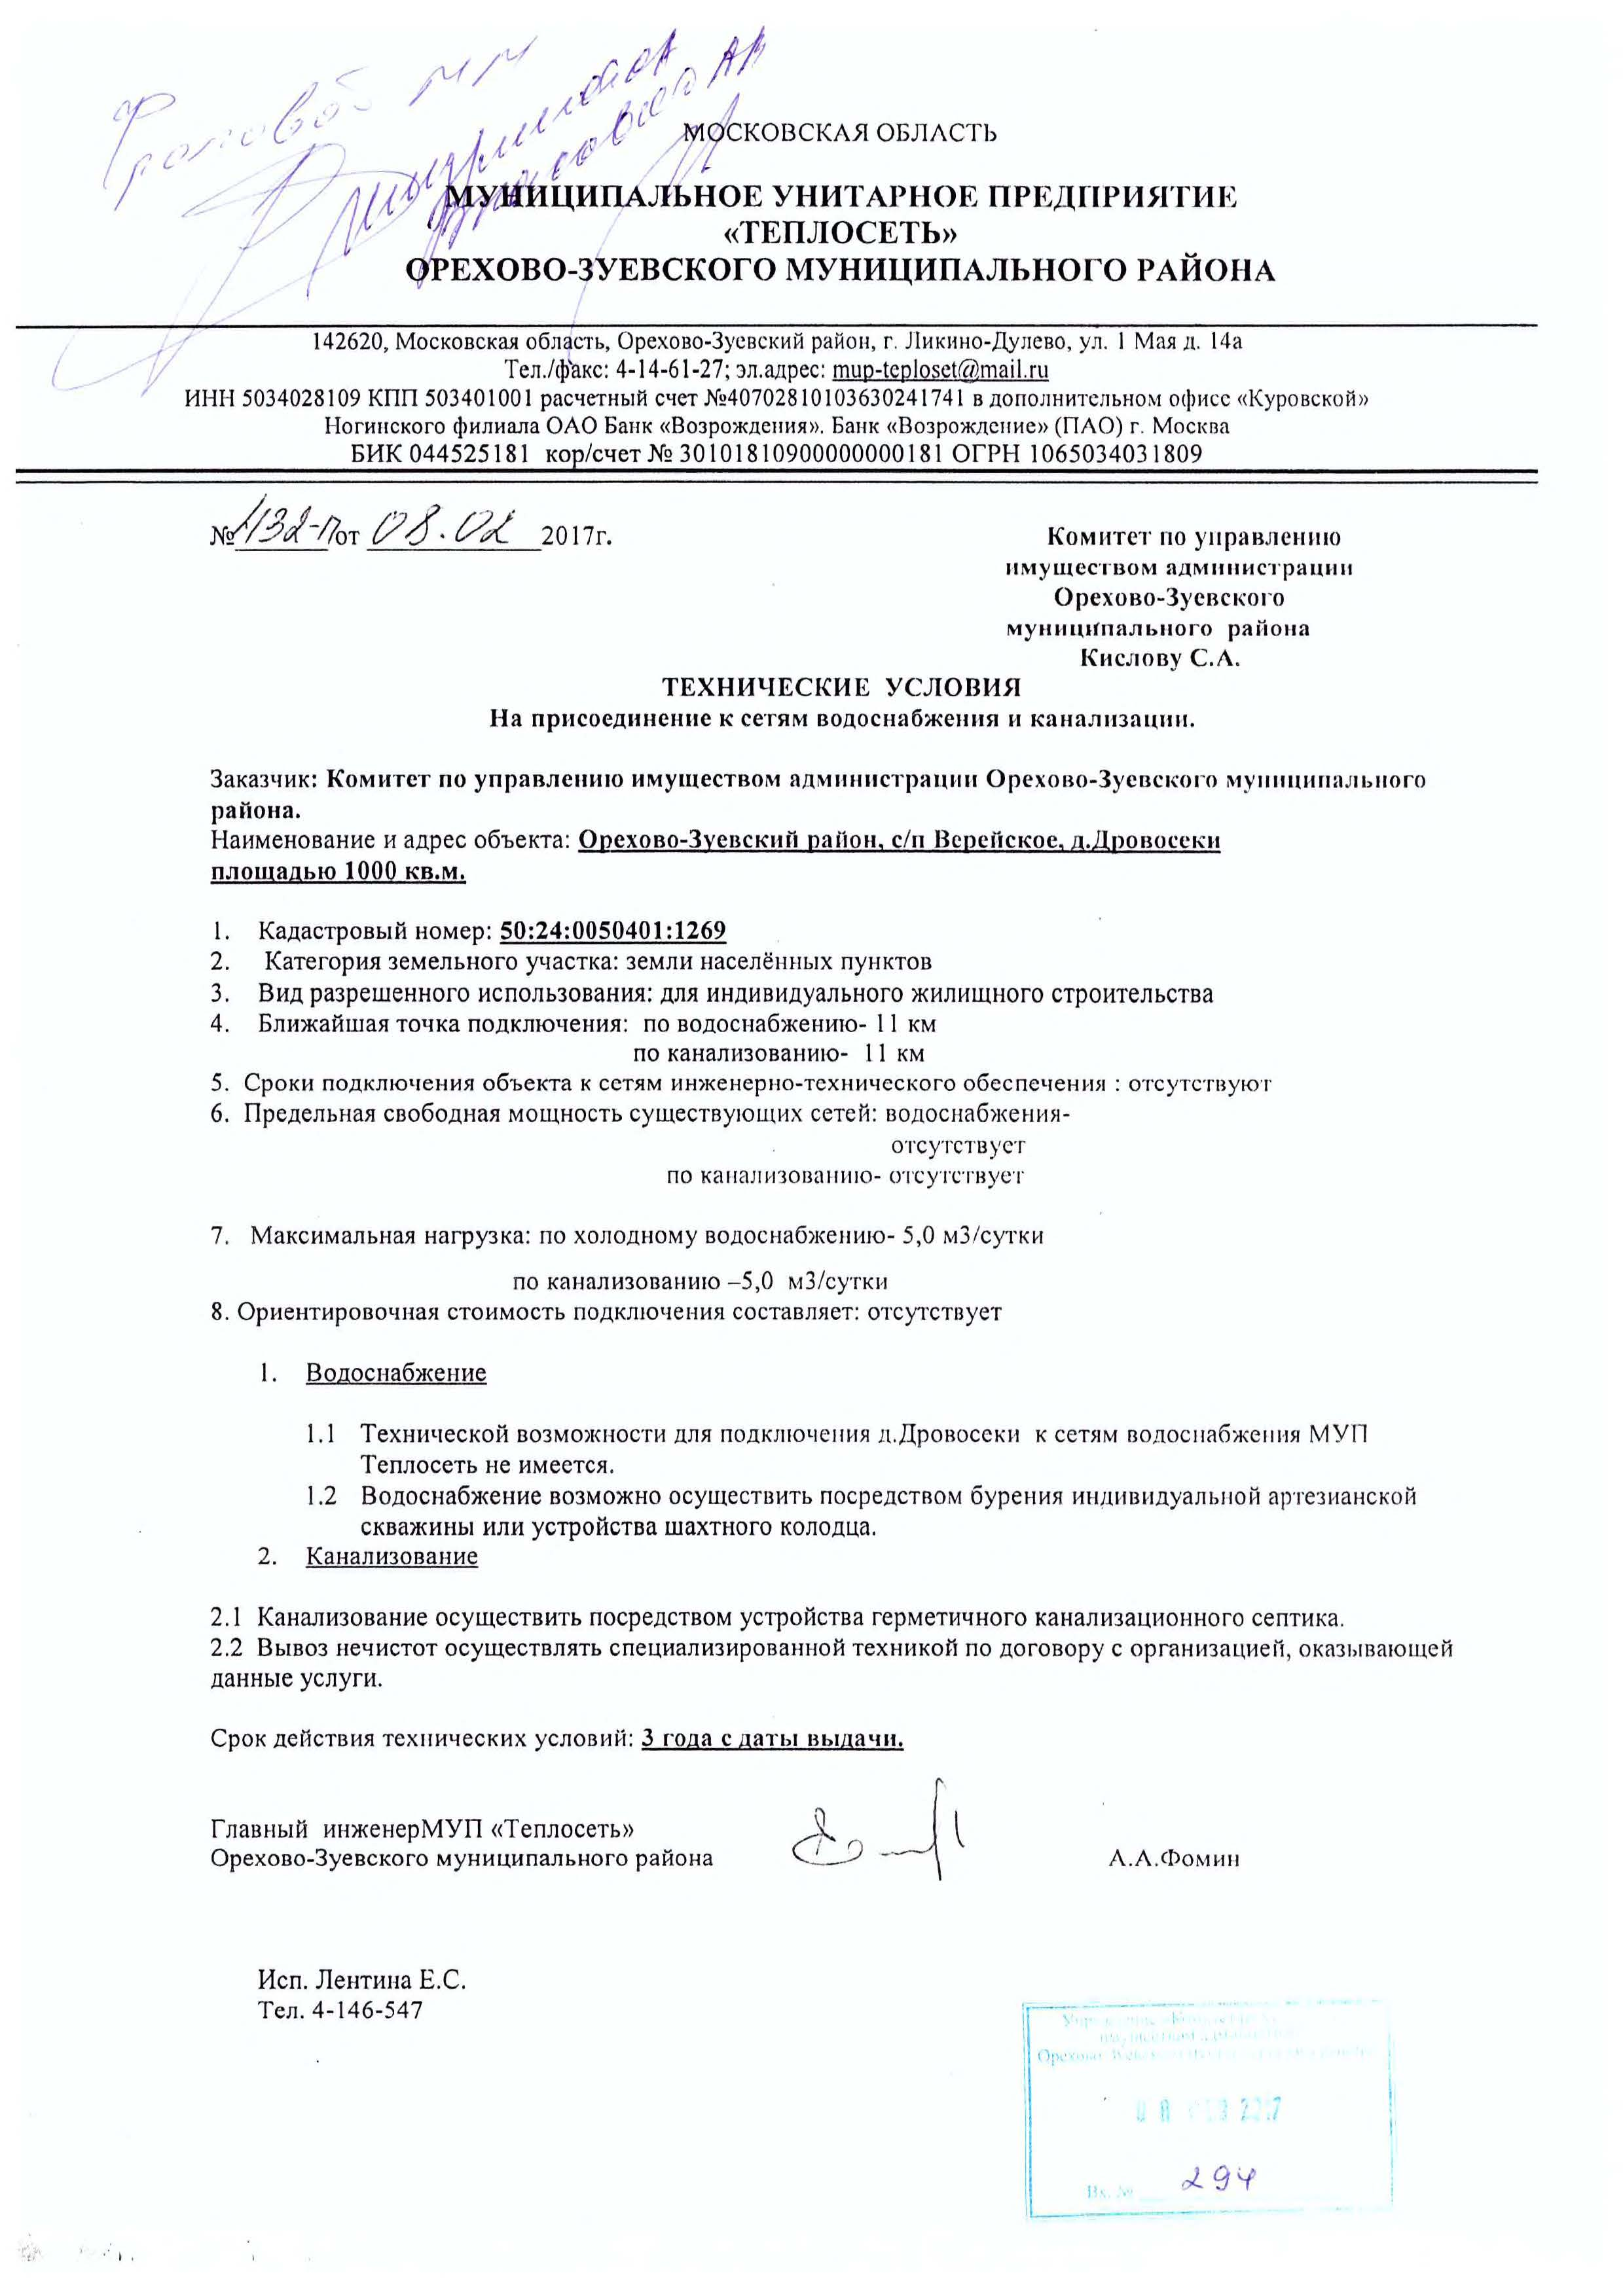 МОСКОВСКАЯ ОБЛАСТЬ
МУНИЦИПАЛЬНОЕ УНИТАРНОЕ ПРЕДПРИЯТИЕ
«ТЕПЛОСЕТЬ»
ОРЕХОВО-ЗУЕВСКОГО МУНИЦИПАЛЬНОГО РАЙОНА
142620, Московская область, Орехово-Зуевский район, г. Ликино-Дулево, ул. 1 Мая д. 14а
Тел./факс: 4-14-61-27; эл.адрес: mup-teploset@mail.ru
ИНН 5034028109 КПП 503401001 расчетный счет №40702810103630241741 в дополнительном офисе «Куровской»
Ногинского филиала ОАО Банк «Возрождения». Банк «Возрождение» (ПАО) г. Москва
БИК 044525181 кор/счет № 30101810900000000181 ОГРН 1065034031809
№ 132-П от 08.02 2017г.
Комитет по управлению
имуществом администрации
Орехово-Зуевского
муниципального района
Кислову С.А.
ТЕХНИЧЕСКИЕ УСЛОВИЯ
На присоединение к сетям водоснабжения и канализации.
Заказчик: Комитет по управлению имуществом администрации Орехово-Зуевского муниципального
района.
Наименование и адрес объекта: Орехово-Зуевский район, с/п Верейское, д.Дровосеки
площадью 1000 кв.м.
1. Кадастровый номер: 50:24:0050401:1269
2. Категория земельного участка: земли населённых пунктов
3. Вид разрешенного использования: для индивидуального жилищного строительства
4. Ближайшая точка подключения: по водоснабжению- 11 км
по канализованию- 11 км
5. Сроки подключения объекта к сетям инженерно-технического обеспечения : отсутствуют
6. Предельная свободная мощность существующих сетей: водоснабжения-
отсутствует
по канализованию- отсутствует
7. Максимальная нагрузка: по холодному водоснабжению- 5,0 м3/сутки
по канализованию –5,0 м3/сутки
8. Ориентировочная стоимость подключения составляет: отсутствует
1. Водоснабжение
1.1 Технической возможности для подключения д.Дровосеки к сетям водоснабжения МУП
Теплосеть не имеется.
1.2 Водоснабжение возможно осуществить посредством бурения индивидуальной артезианской
скважины или устройства шахтного колодца.
2. Канализование
2.1 Канализование осуществить посредством устройства герметичного канализационного септика.
2.2 Вывоз нечистот осуществлять специализированной техникой по договору с организацией, оказывающей
данные услуги.
Срок действия технических условий: 3 года с даты выдачи.
Главный инженерМУП «Теплосеть»
Орехово-Зуевского муниципального района А.А.Фомин
Исп. Лентина Е.С.
Тел. 4-146-547
Вх. № 294